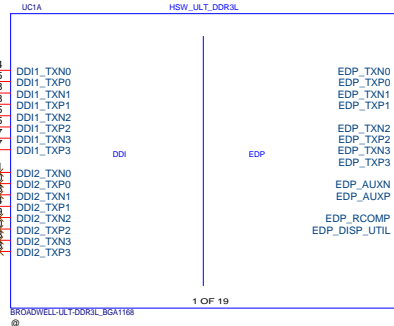 UC1A
HSW_ULT_DDR3L
DDI1_TXN0
DDI1_TXP0
DDI1_TXN1
DDI1_TXP1
DDI1_TXN2
DDI1_TXP2
DDI1_TXN3
DDI1_TXP3
DDI2_TXN0
DDI2_TXP0
DDI2_TXN1
DDI2_TXP1
DDI2_TXN2
DDI2_TXP2
DDI2_TXN3
DDI2_TXP3
DDI
EDP
EDP_TXN0
EDP_TXP0
EDP_TXN1
EDP_TXP1
EDP_TXN2
EDP_TXP2
EDP_TXN3
EDP_TXP3
EDP_AUXN
EDP_AUXP
EDP_RCOMP
EDP_DISP_UTIL
1 OF 19
BROADWELL-ULT-DDR3L_BGA1168
@